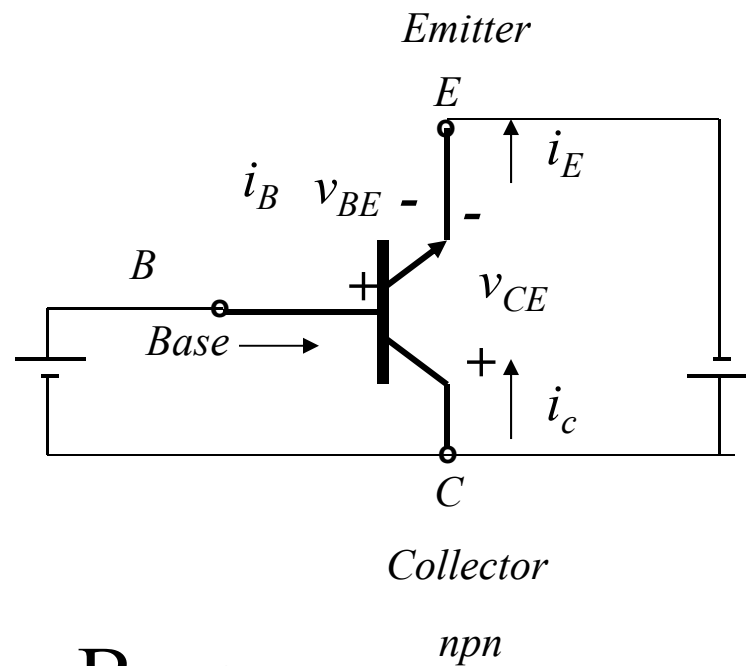 Emitter
E
i_E
i_B v_BE - -
B
+ v_CE
Base
+
i_c
C
Collector
npn